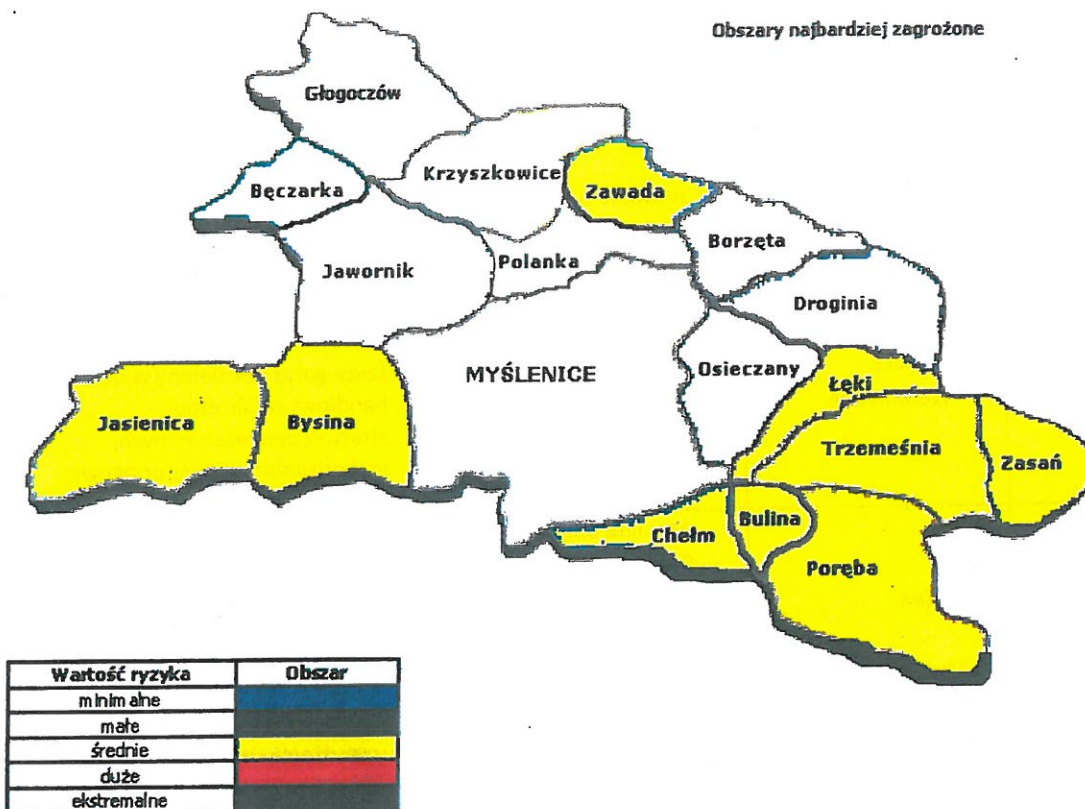 Obszary najbardziej zagrożone
Głogoczów
Krzyszkowice
Zawada
Bęczarka
Borzęta
Jawornik
Polanka
Droginia
MYŚLENICE
Osieczany
Łęki
Jasienica
Bysina
Trzemeśnia
Zasań
Chełm
Bulina
Poręba
Wartość ryzyka Obszar
minimalne
małe
średnie
duże
ekstremalne